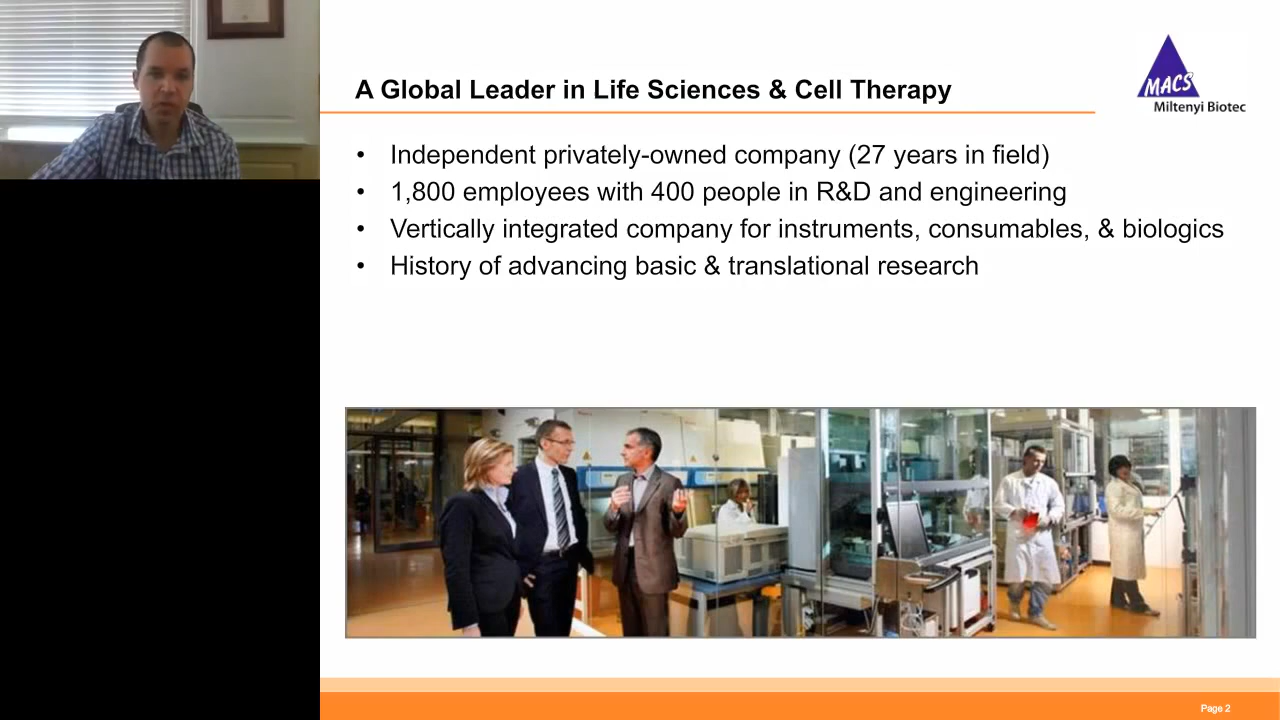 A Global Leader in Life Sciences & Cell Therapy
MACS
Miltenyi Biotec
• Independent privately-owned company (27 years in field)
• 1,800 employees with 400 people in R&D and engineering
• Vertically integrated company for instruments, consumables, & biologics
• History of advancing basic & translational research
Page 2